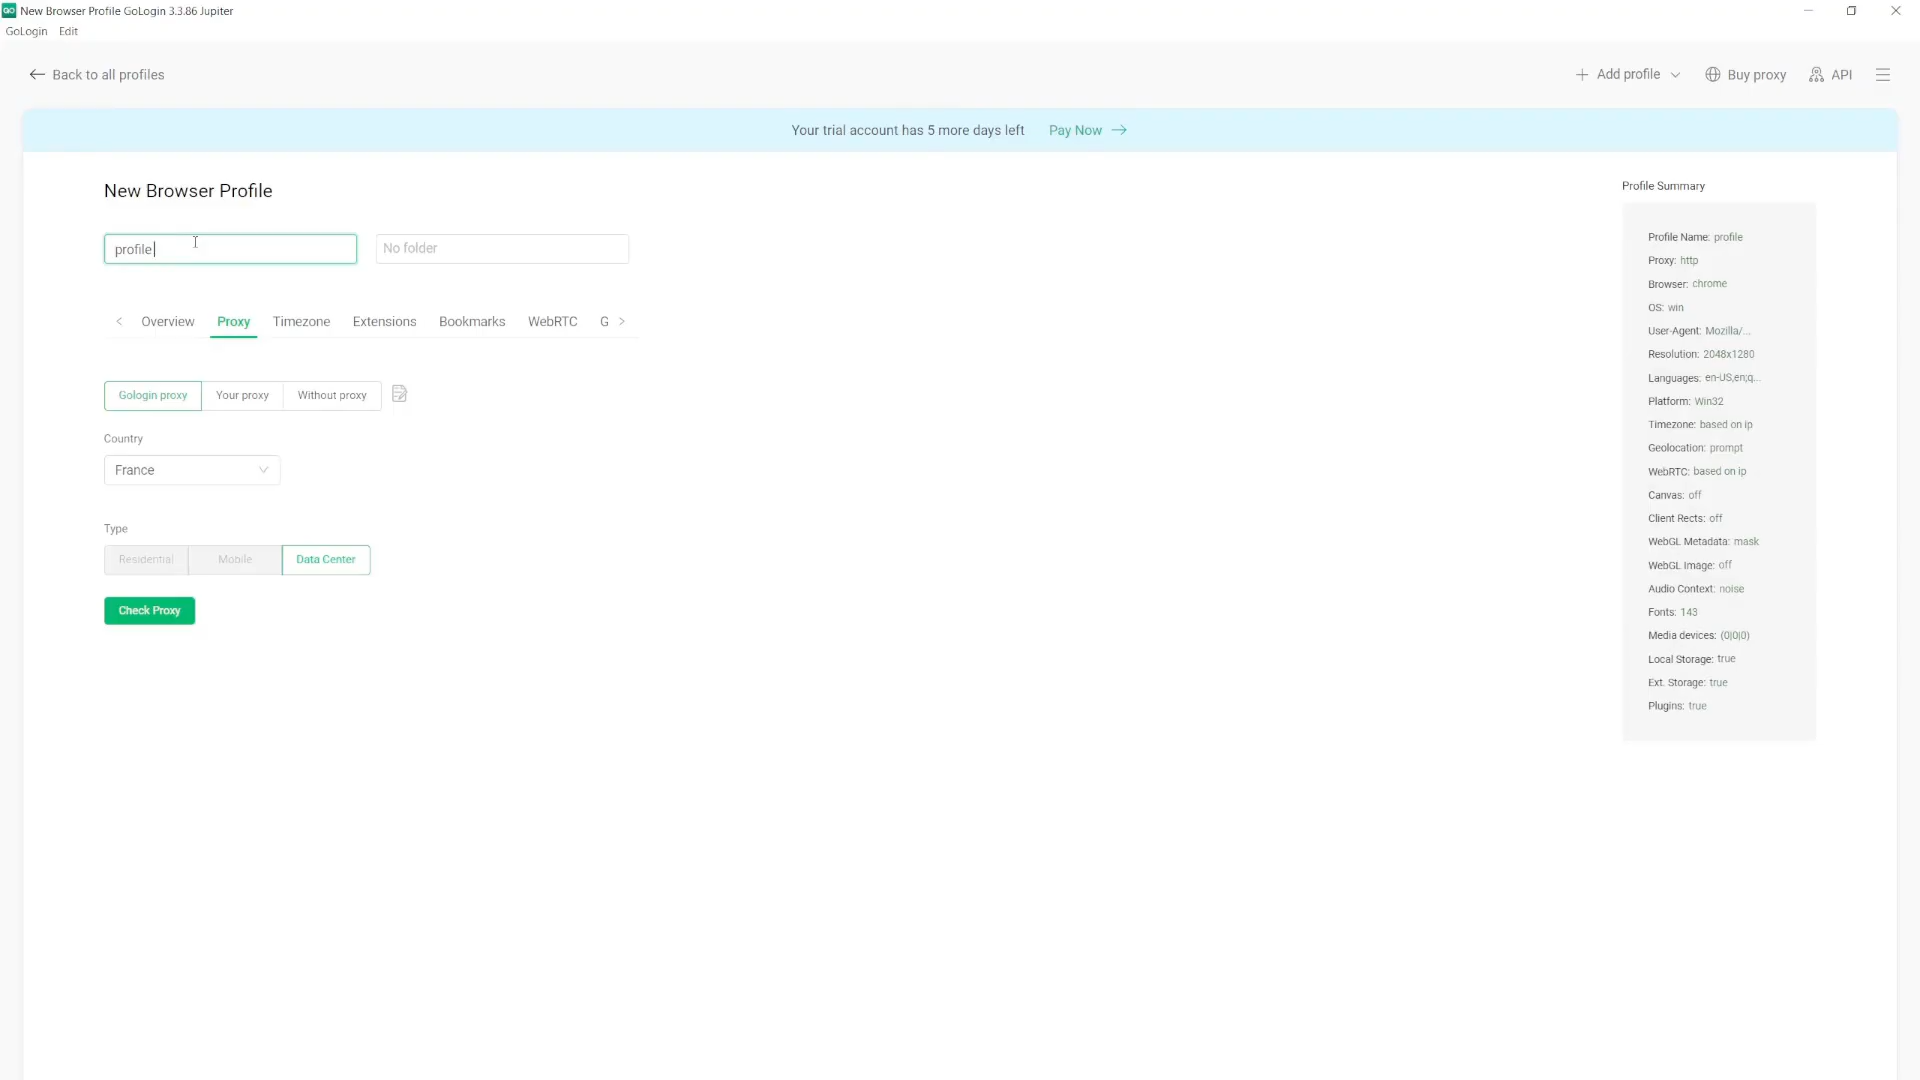 GO New Browser Profile GoLogin 3.3.86 Jupiter
GoLogin Edit
Back to all profiles
Add profile
Buy proxy
API
Your trial account has 5 more days left Pay Now
New Browser Profile
profile
No folder
Overview Proxy Timezone Extensions Bookmarks WebRTC G
Gologin proxy Your proxy Without proxy
Country
France
Type
Residential Mobile Data Center
Check Proxy
Profile Summary
Profile Name: profile
Proxy: http
Browser: chrome
OS: win
User-Agent: Mozilla/...
Resolution: 2048x1280
Languages: en-US,en;q...
Platform: Win32
Timezone: based on ip
Geolocation: prompt
WebRTC: based on ip
Canvas: off
Client Rects: off
WebGL Metadata: mask
WebGL Image: off
Audio Context: noise
Fonts: 143
Media devices: (0|0|0)
Local Storage: true
Ext. Storage: true
Plugins: true